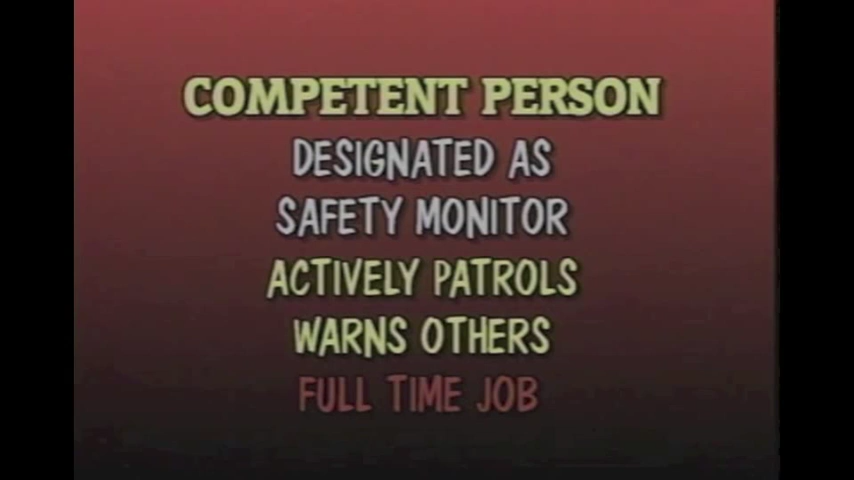 COMPETENT PERSON
DESIGNATED AS
SAFETY MONITOR
ACTIVELY PATROLS
WARNS OTHERS
FULL TIME JOB